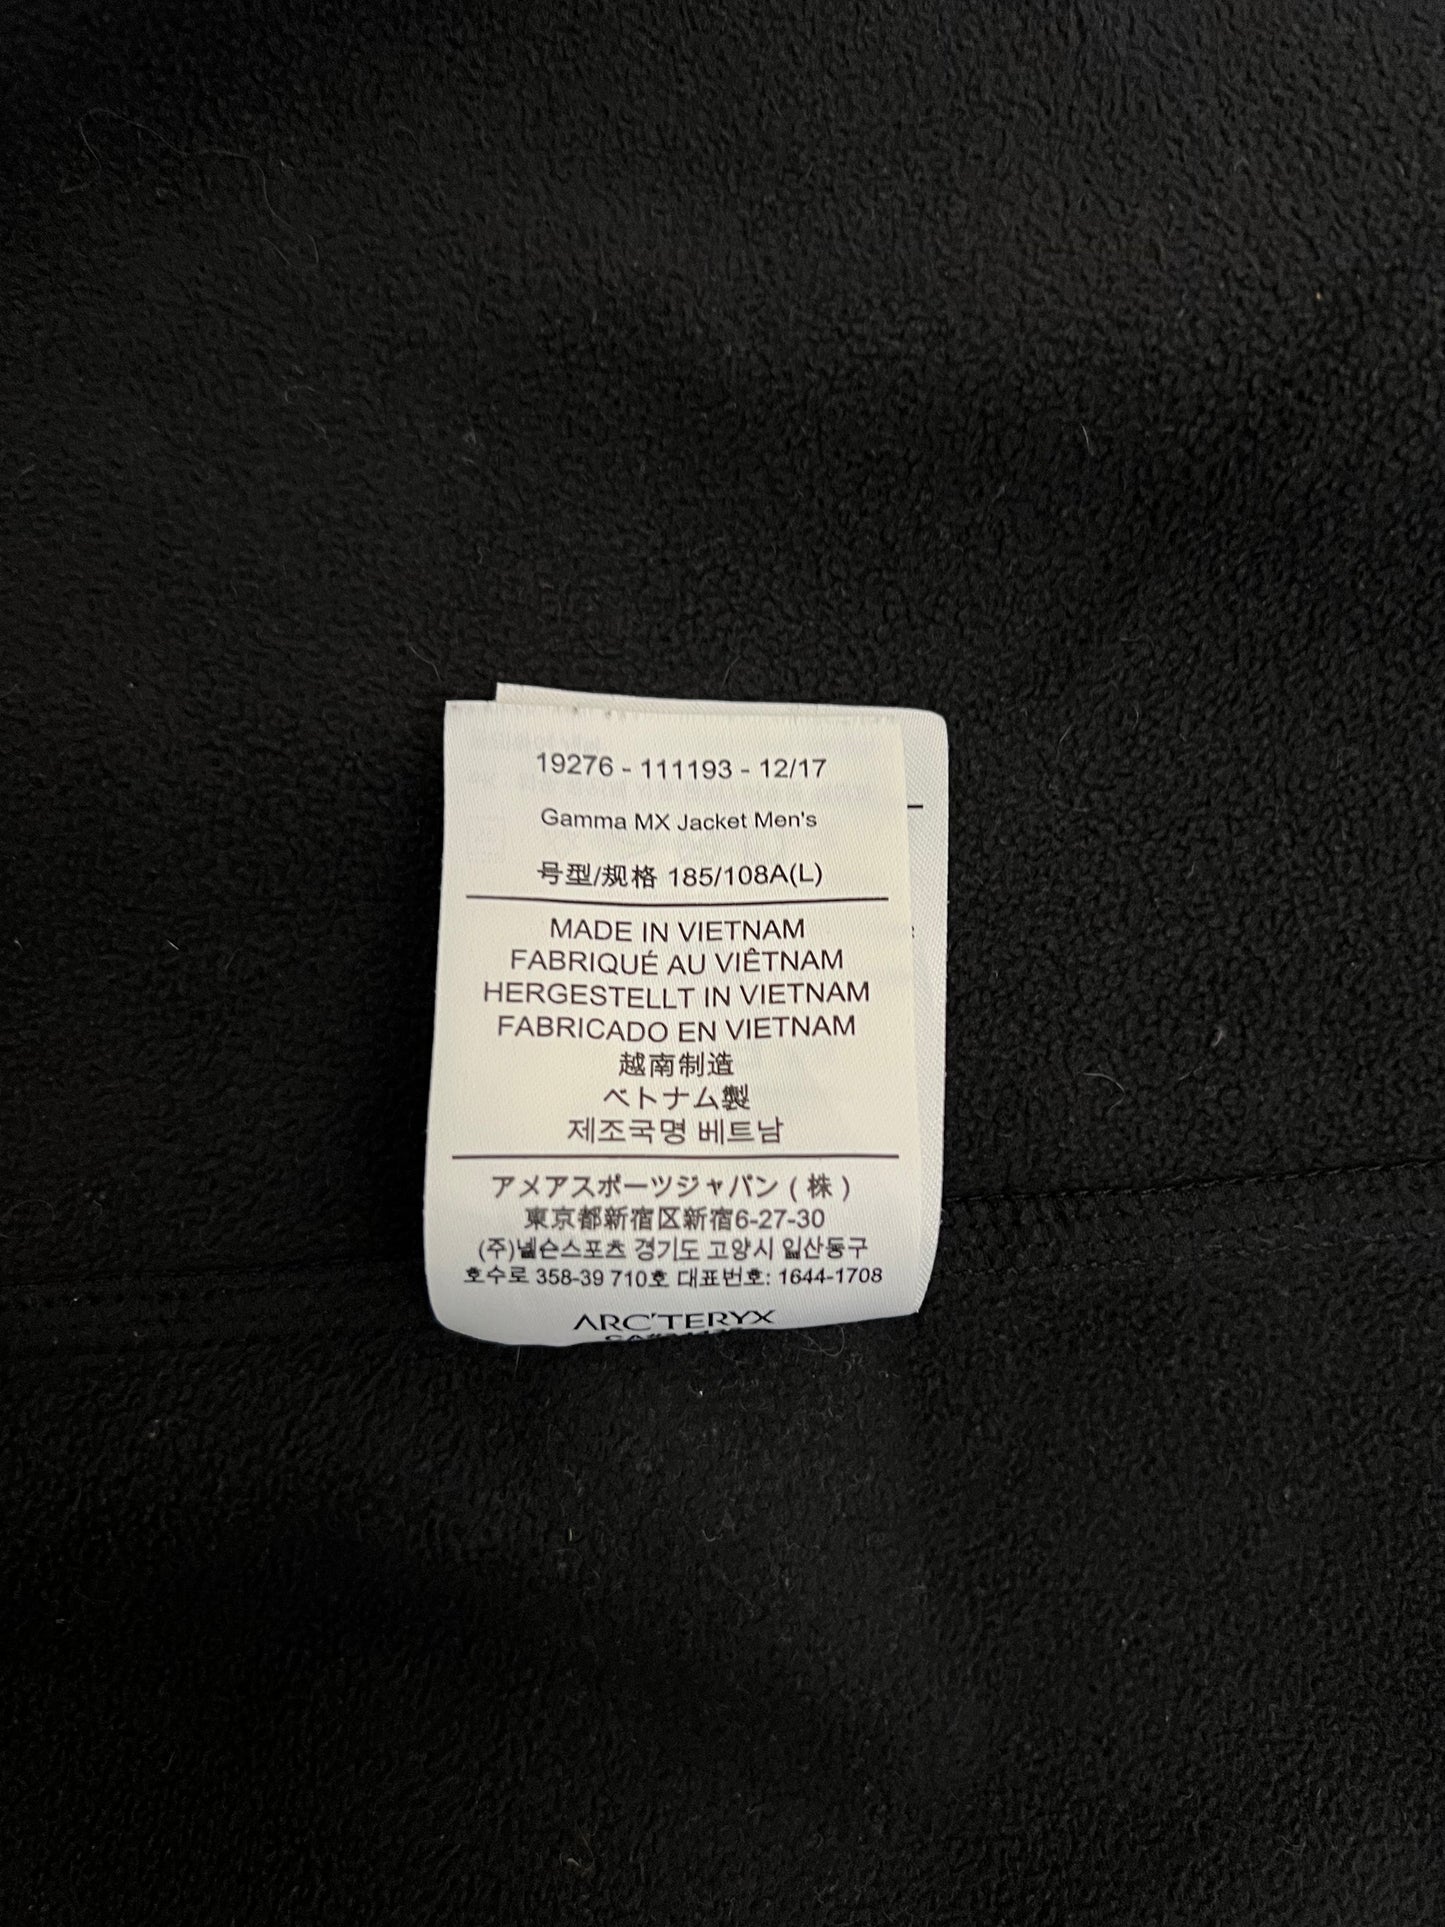 19276 - 111193 - 12/17
Gamma MX Jacket Men's
号型/规格 185/108A(L)
MADE IN VIETNAM
FABRIQUÉ AU VIÊTNAM
HERGESTELLT IN VIETNAM
FABRICADO EN VIETNAM
越南制造
ベトナム製
제조국명 베트남
アメアスポーツジャパン ( 株 )
東京都新宿区新宿6-27-30
(주)넬슨스포츠 경기도 고양시 일산동구
호수로 358-39 710호 대표번호: 1644-1708
ARC'TERYX